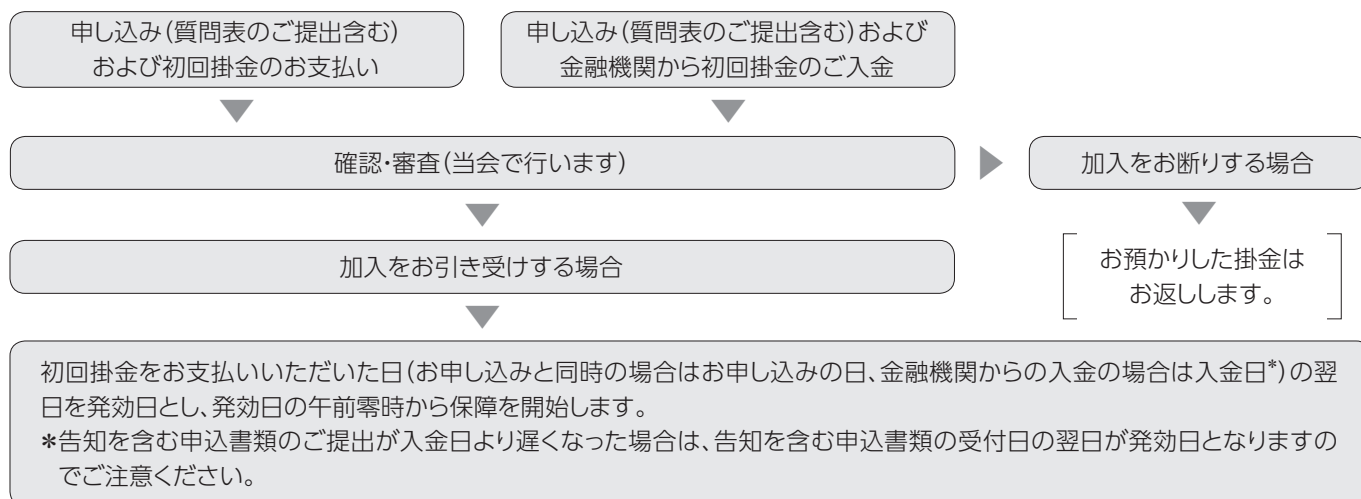 申し込み(質問表のご提出含む)
および初回掛金のお支払い
申し込み(質問表のご提出含む)および
金融機関から初回掛金のご入金
確認・審査(当会で行います)
加入をお断りする場合
加入をお引き受けする場合
お預かりした掛金は
お返しします。
初回掛金をお支払いいただいた日(お申し込みと同時の場合はお申し込みの日、金融機関からの入金の場合は入金日*)の翌
日を発効日とし、発効日の午前零時から保障を開始します。
*告知を含む申込書類のご提出が入金日より遅くなった場合は、告知を含む申込書類の受付日の翌日が発効日となりますの
でご注意ください。